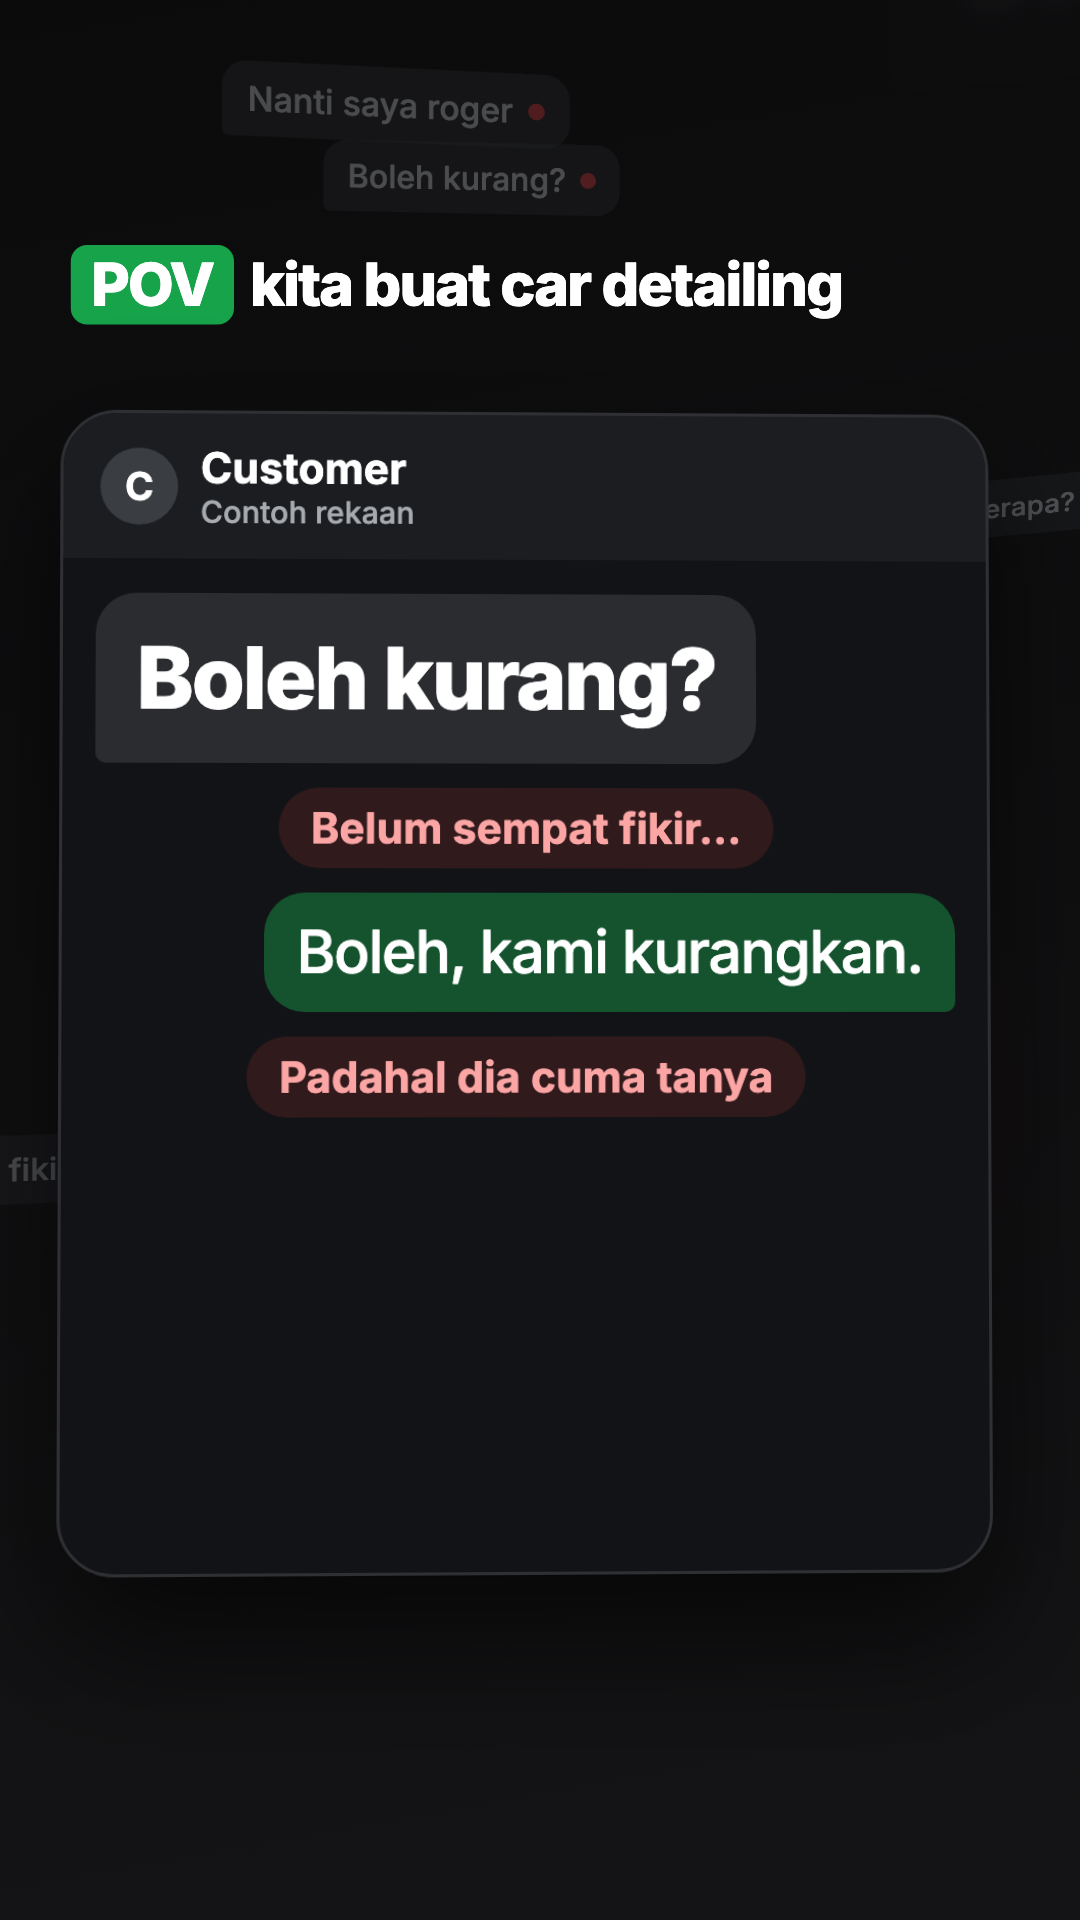 Nanti saya roger
Boleh kurang?
POV kita buat car detailing
C
Customer
Contoh rekaan
erapa?
Boleh kurang?
Belum sempat fikir...
Boleh, kami kurangkan.
Padahal dia cuma tanya
fiki